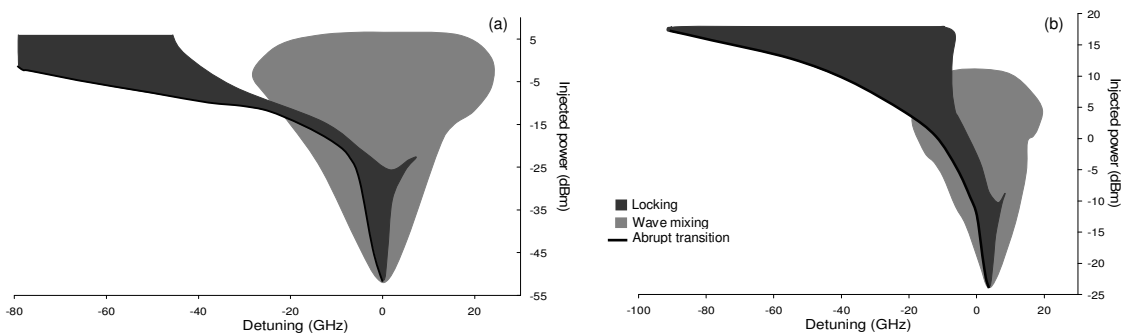 (a)
5
-5
-15
-25
-35
-45
-55
Injected power (dBm)
-80 -60 -40 -20 0 20
Detuning (GHz)
(b)
20
15
10
5
0
-5
-10
-15
-20
-25
Injected power (dBm)
Locking
Wave mixing
Abrupt transition
-100 -80 -60 -40 -20 0 20
Detuning (GHz)